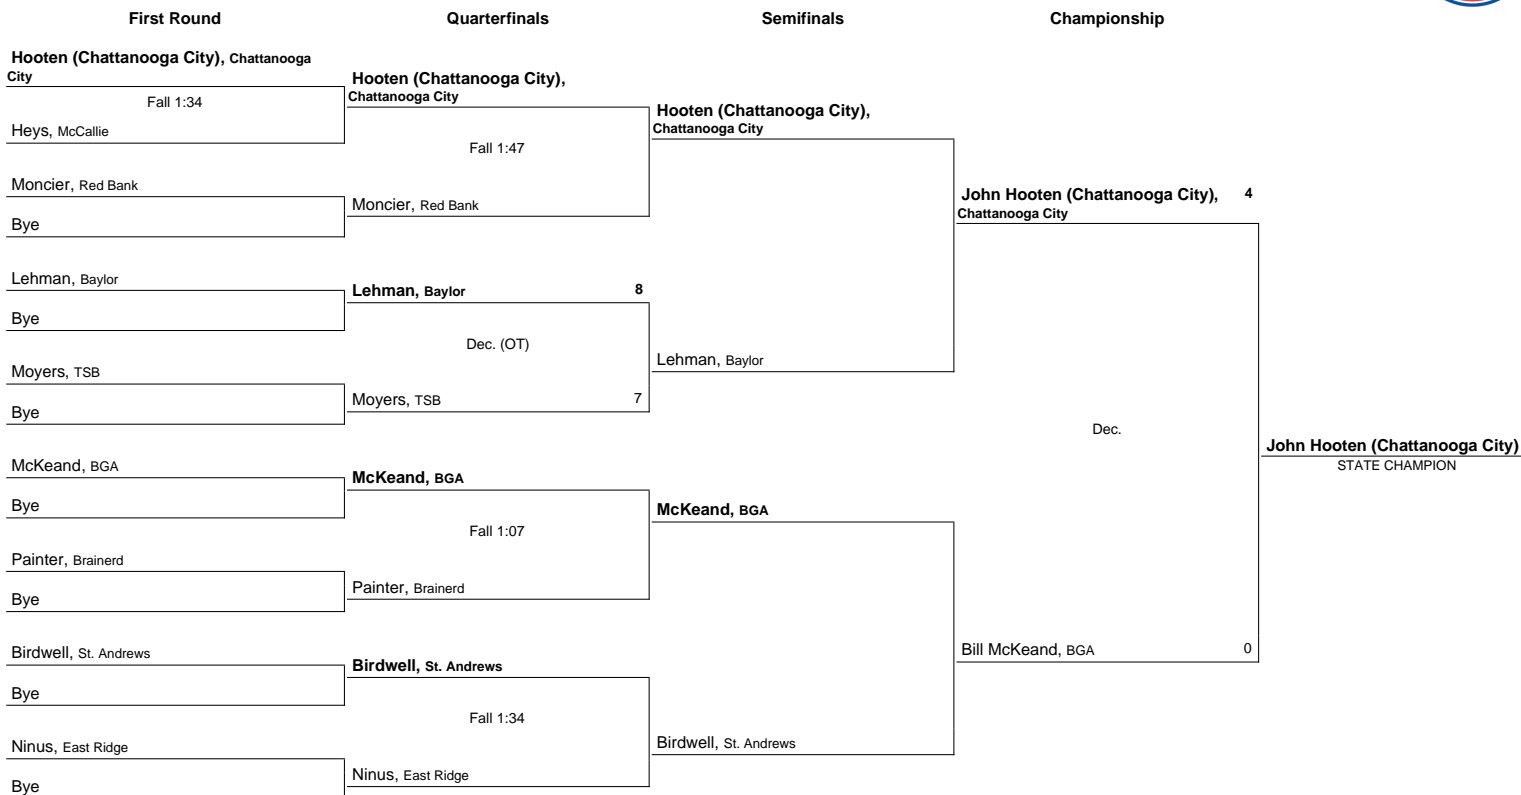 First Round
Quarterfinals
Semifinals
Championship
Hooten (Chattanooga City), Chattanooga
City
Fall 1:34
Heys, McCallie
Moncier, Red Bank
Bye
Lehman, Baylor
Bye
Moyers, TSB
Bye
McKeand, BGA
Bye
Painter, Brainerd
Bye
Birdwell, St. Andrews
Bye
Ninus, East Ridge
Bye
Hooten (Chattanooga City),
Chattanooga City
Fall 1:47
Moncier, Red Bank
Lehman, Baylor 8
Dec. (OT)
Moyers, TSB 7
McKeand, BGA
Fall 1:07
Painter, Brainerd
Birdwell, St. Andrews
Fall 1:34
Ninus, East Ridge
Hooten (Chattanooga City),
Chattanooga City
Lehman, Baylor
McKeand, BGA
Birdwell, St. Andrews
John Hooten (Chattanooga City), 4
Chattanooga City
Dec.
Bill McKeand, BGA 0
John Hooten (Chattanooga City)
STATE CHAMPION